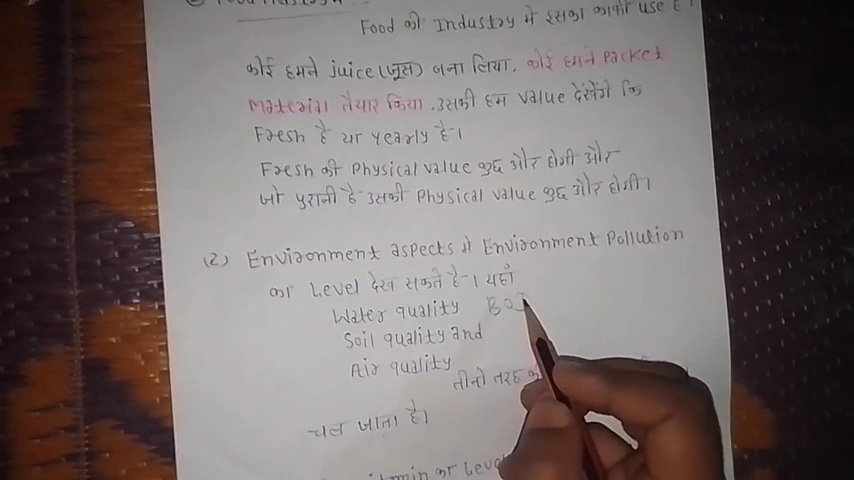 Food की Industry में इसका काफी use है।
कोई हमने juice (जूस) बना लिया. कोई हमने Packet
Material तैयार किया. उसकी हम value देखेंगे कि
Fresh है या yearly है।
Fresh की Physical value कुछ और होगी और
जो पुरानी है उसकी Physical value कुछ और होगी।
(2) Environment aspects में Environment Pollution
का Level देख सकते है। यहाँ
Water quality BOD
Soil quality and
Air quality
तीनो तरह
चल जाता है।
का Level